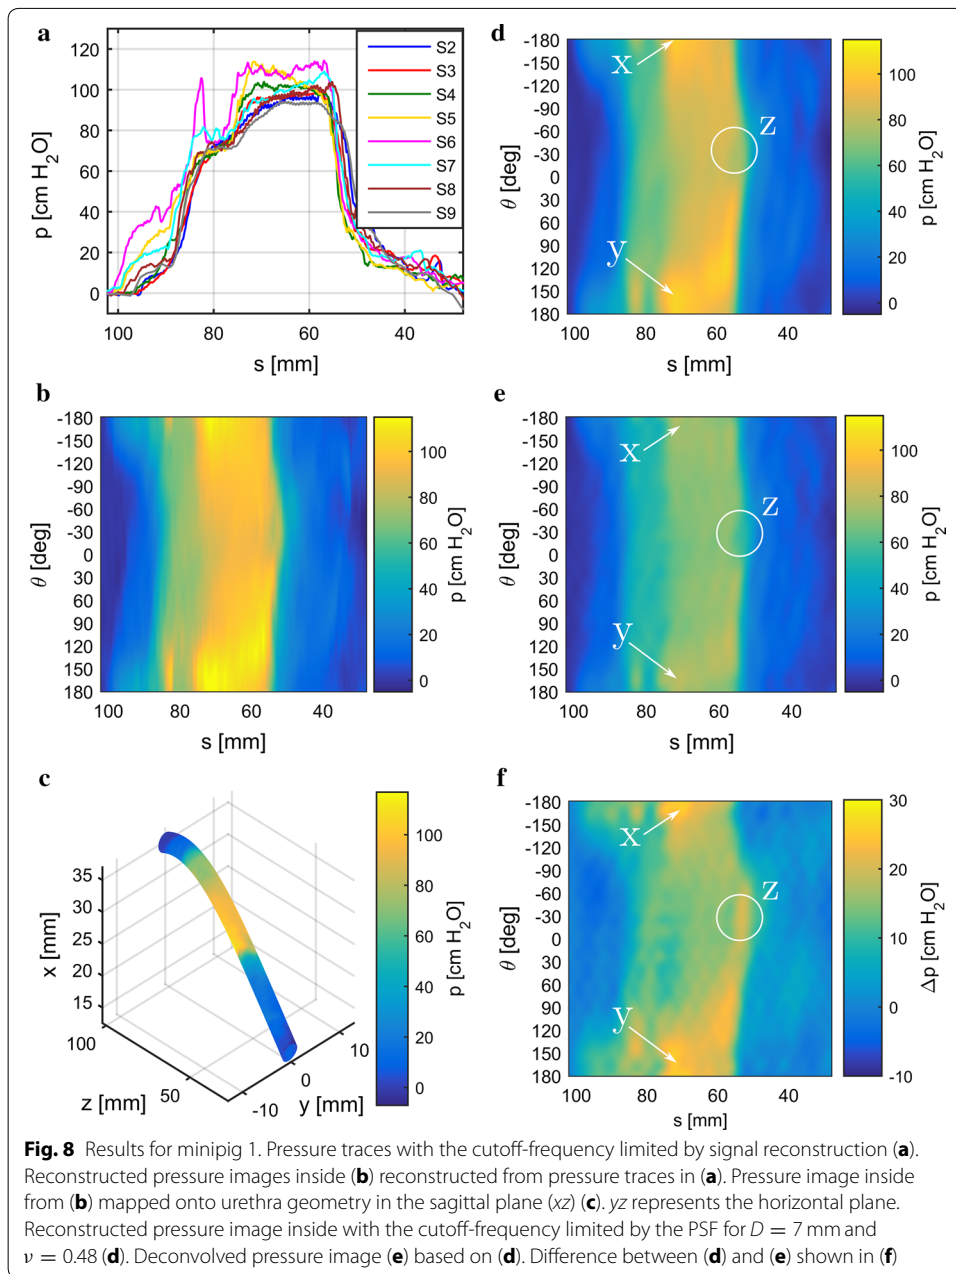 a
p [cm H2O]
120
100
80
60
40
20
0
S2
S3
S4
S5
S6
S7
S8
S9
100 80 60 40
s [mm]
b
θ [deg]
-180
-150
-120
-90
-60
-30
0
30
60
90
120
150
180
100 80 60 40
s [mm]
100
80
60
40
20
0
p [cm H2O]
c
x [mm]
35
30
25
20
15
100
50
z [mm]
-10
0
10
y [mm]
100
80
60
40
20
0
p [cm H2O]
d
θ [deg]
-180
-150
-120
-90
-60
-30
0
30
60
90
120
150
180
x
y
z
100 80 60 40
s [mm]
100
80
60
40
20
0
p [cm H2O]
e
θ [deg]
-180
-150
-120
-90
-60
-30
0
30
60
90
120
150
180
x
y
z
100 80 60 40
s [mm]
100
80
60
40
20
0
p [cm H2O]
f
θ [deg]
-180
-150
-120
-90
-60
-30
0
30
60
90
120
150
180
x
y
z
100 80 60 40
s [mm]
30
20
10
0
-10
Δp [cm H2O]
Fig. 8 Results for minipig 1. Pressure traces with the cutoff-frequency limited by signal reconstruction (a).
Reconstructed pressure images inside (b) reconstructed from pressure traces in (a). Pressure image inside
from (b) mapped onto urethra geometry in the sagittal plane (xz) (c). yz represents the horizontal plane.
Reconstructed pressure image inside with the cutoff-frequency limited by the PSF for D = 7 mm and
ν = 0.48 (d). Deconvolved pressure image (e) based on (d). Difference between (d) and (e) shown in (f)